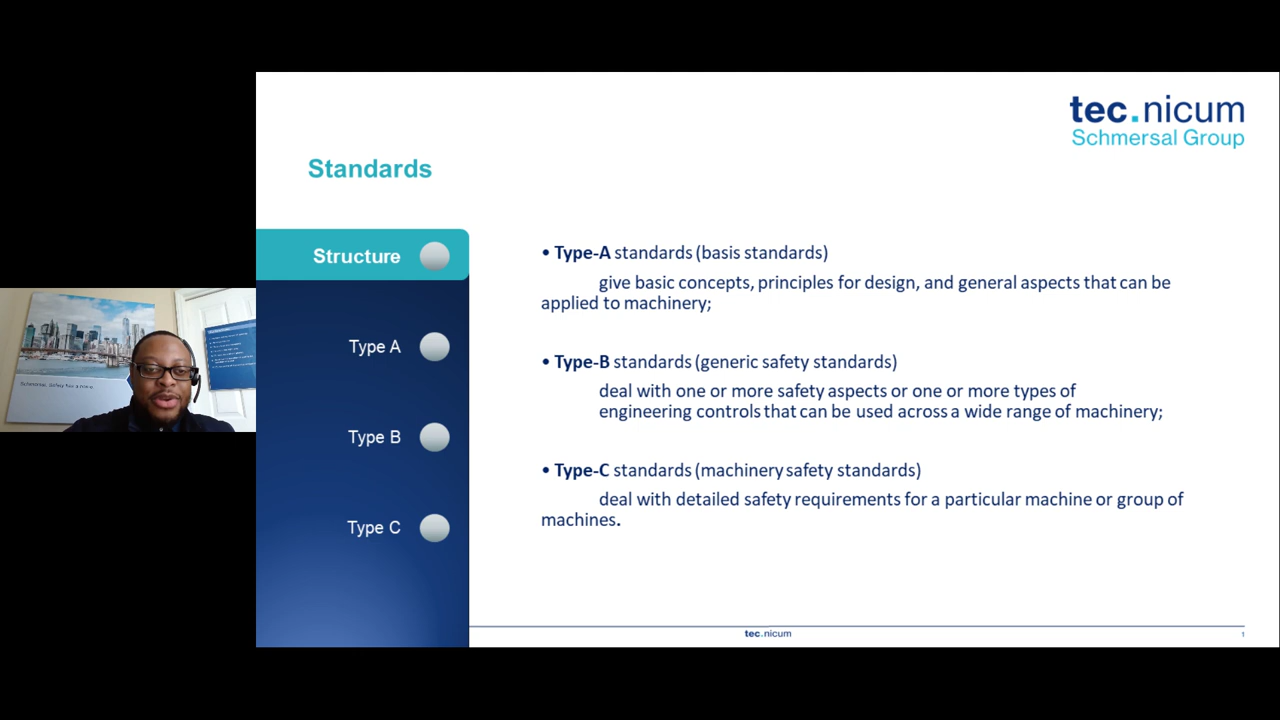 tec.nicum
Schmersal Group
Standards
Structure
Type A
Type B
Type C
• Type-A standards (basis standards)
give basic concepts, principles for design, and general aspects that can be
applied to machinery;
• Type-B standards (generic safety standards)
deal with one or more safety aspects or one or more types of
engineering controls that can be used across a wide range of machinery;
• Type-C standards (machinery safety standards)
deal with detailed safety requirements for a particular machine or group of
machines.
tec.nicum
1